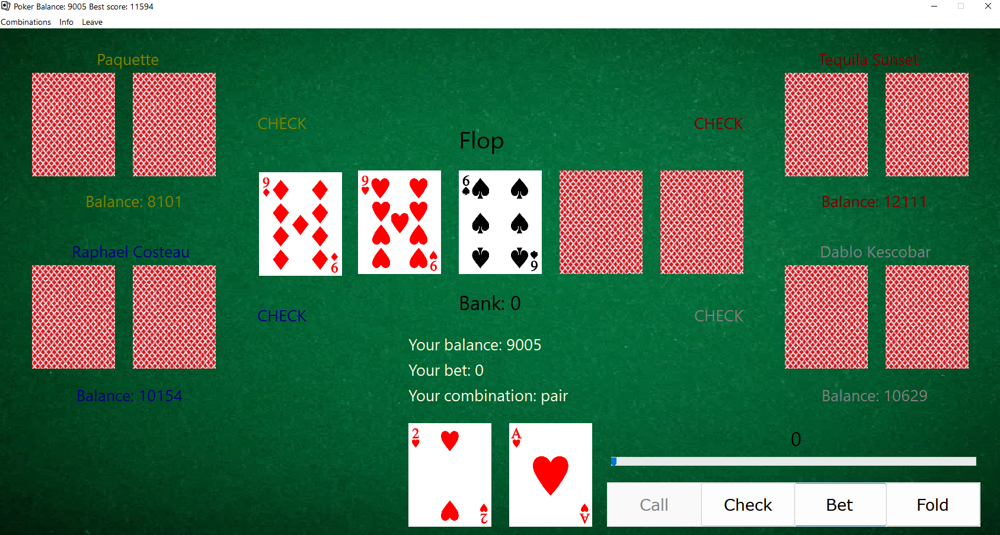 Poker Balance: 9005 Best score: 11594
Combinations Info Leave
Paquette
Tequila Sunset
CHECK
CHECK
Flop
9
9
6
9
9
6
Balance: 8101
Balance: 12111
Raphael Costeau
Dablo Kescobar
Bank: 0
CHECK
CHECK
Your balance: 9005
Your bet: 0
Your combination: pair
Balance: 10154
Balance: 10629
2
A
2
A
0
Call Check Bet Fold